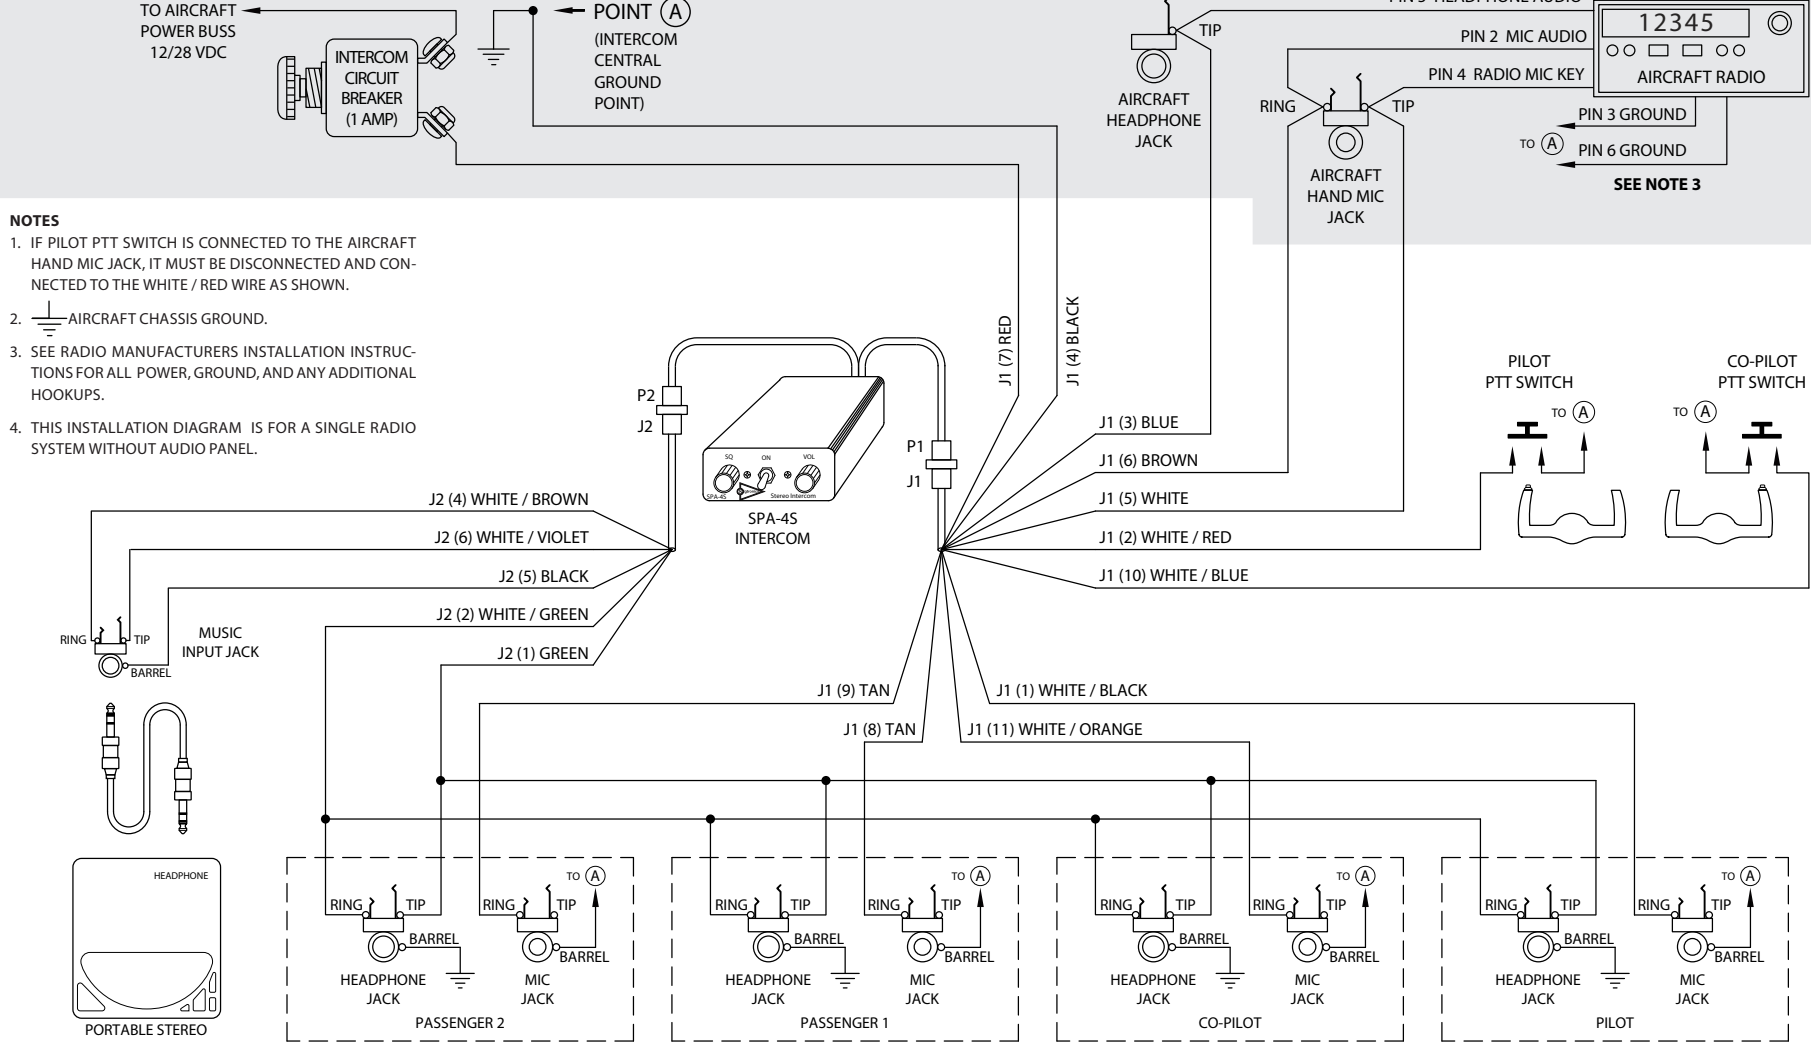 TO AIRCRAFT
POWER BUSS
12/28 VDC
INTERCOM
CIRCUIT
BREAKER
(1 AMP)
POINT A
(INTERCOM
CENTRAL
GROUND
POINT)
TIP
AIRCRAFT
HEADPHONE
JACK
PIN 2 MIC AUDIO
PIN 4 RADIO MIC KEY
RING
TIP
AIRCRAFT
HAND MIC
JACK
12345
AIRCRAFT RADIO
PIN 3 GROUND
TO A
PIN 6 GROUND
SEE NOTE 3
NOTES
1. IF PILOT PTT SWITCH IS CONNECTED TO THE AIRCRAFT
HAND MIC JACK, IT MUST BE DISCONNECTED AND CON-
NECTED TO THE WHITE / RED WIRE AS SHOWN.
2. AIRCRAFT CHASSIS GROUND.
3. SEE RADIO MANUFACTURERS INSTALLATION INSTRUC-
TIONS FOR ALL POWER, GROUND, AND ANY ADDITIONAL
HOOKUPS.
4. THIS INSTALLATION DIAGRAM IS FOR A SINGLE RADIO
SYSTEM WITHOUT AUDIO PANEL.
J1 (7) RED
J1 (4) BLACK
P2
J2
P1
J1
SQ
ON
VOL
SPA-4S
Stereo Intercom
SPA-4S
INTERCOM
J1 (3) BLUE
J1 (6) BROWN
J1 (5) WHITE
J1 (2) WHITE / RED
J1 (10) WHITE / BLUE
PILOT
PTT SWITCH
TO A
CO-PILOT
PTT SWITCH
TO A
J2 (4) WHITE / BROWN
J2 (6) WHITE / VIOLET
J2 (5) BLACK
J2 (2) WHITE / GREEN
J2 (1) GREEN
RING
TIP
BARREL
MUSIC
INPUT JACK
J1 (9) TAN
J1 (8) TAN
J1 (1) WHITE / BLACK
J1 (11) WHITE / ORANGE
HEADPHONE
PORTABLE STEREO
RING
TIP
BARREL
HEADPHONE
JACK
TO A
RING
TIP
BARREL
MIC
JACK
PASSENGER 2
RING
TIP
BARREL
HEADPHONE
JACK
TO A
RING
TIP
BARREL
MIC
JACK
PASSENGER 1
RING
TIP
BARREL
HEADPHONE
JACK
TO A
RING
TIP
BARREL
MIC
JACK
CO-PILOT
RING
TIP
BARREL
HEADPHONE
JACK
TO A
RING
TIP
BARREL
MIC
JACK
PILOT